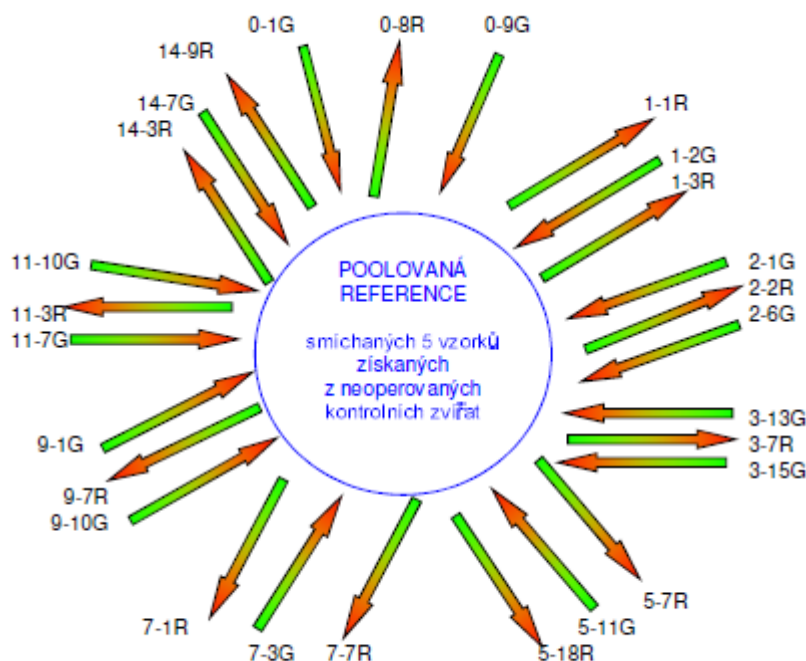 0-1G
0-8R
0-9G
14-9R
14-7G
14-3R
1-1R
1-2G
1-3R
11-10G
11-3R
11-7G
POOLOVANÁ
REFERENCE
smíchaných 5 vzorků
získaných
z neoperovaných
kontrolních zvířat
2-1G
2-2R
2-6G
3-13G
3-7R
3-15G
9-1G
9-7R
9-10G
7-1R
7-3G
7-7R
5-18R
5-11G
5-7R